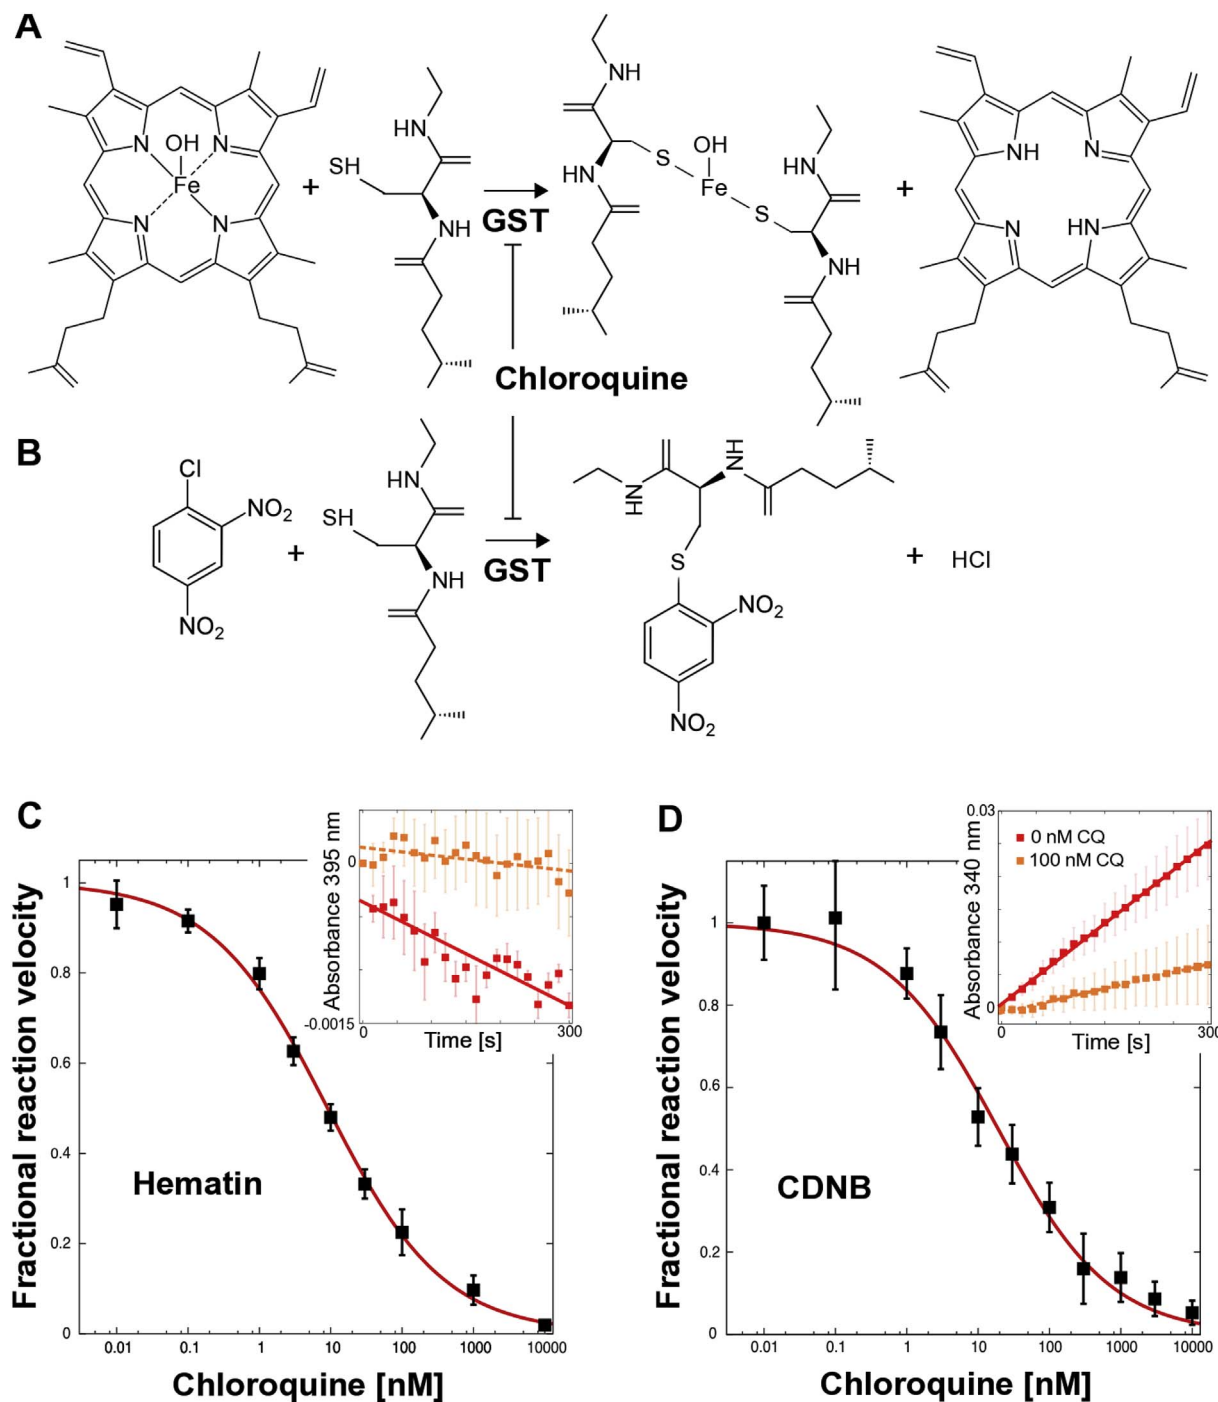 A
OH
N
N
Fe
N
N
+
HN
SH
NH
GST
NH
NH
S
OH
Fe
S
HN
NH
+
NH
N
N
HN
Chloroquine
B
Cl
NO2
NO2
+
HN
SH
NH
GST
NH
NH
S
NO2
NO2
+
HCl
C
Fractional reaction velocity
1
0.8
0.6
0.4
0.2
0
0.01 0.1 1 10 100 1000 10000
Chloroquine [nM]
Hematin
Absorbance 395 nm
0
-0.0015
0 300
Time [s]
D
Fractional reaction velocity
1
0.8
0.6
0.4
0.2
0
0.01 0.1 1 10 100 1000 10000
Chloroquine [nM]
CDNB
Absorbance 340 nm
0.03
0
0 nM CQ
100 nM CQ
0 300
Time [s]